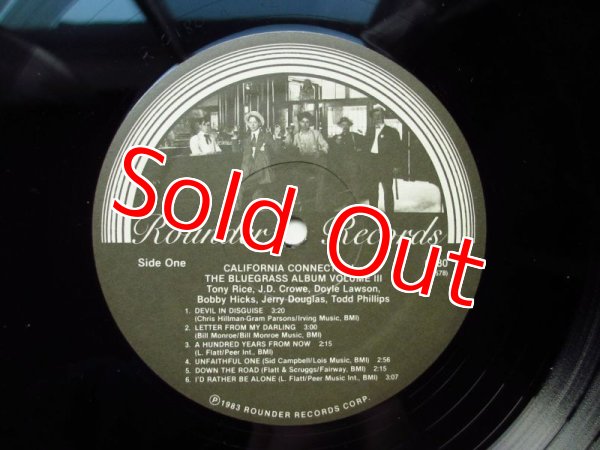 Sold Out
Rounder Records
Side One
CALIFORNIA CONNECT
THE BLUEGRASS ALBUM VOLUME III
Tony Rice, J.D. Crowe, Doyle Lawson,
Bobby Hicks, Jerry Douglas, Todd Phillips
1. DEVIL IN DISGUISE 3:20
(Chris Hillman-Gram Parsons/Irving Music, BMI)
2. LETTER FROM MY DARLING 3:00
(Bill Monroe/Bill Monroe Music, BMI)
3. A HUNDRED YEARS FROM NOW 2:15
(L. Flatt/Peer Int., BMI)
4. UNFAITHFUL ONE (Sid Campbell/Lois Music, BMI) 2:56
5. DOWN THE ROAD (Flatt & Scruggs/Fairway, BMI) 2:15
6. I'D RATHER BE ALONE (L. Flatt/Peer Music Int., BMI) 3:07
Ⓟ1983 ROUNDER RECORDS CORP.